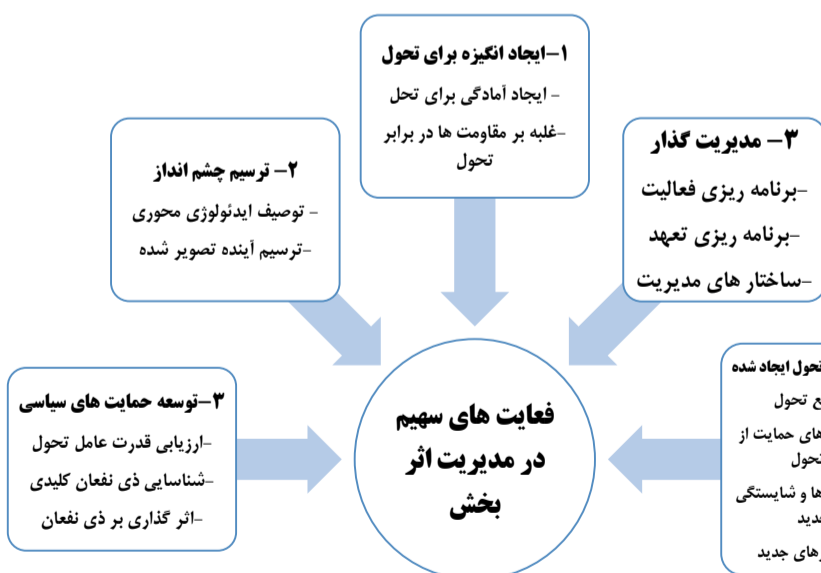 ۱-ایجاد انگیزه برای تحول
- ایجاد آمادگی برای تحل
-غلبه بر مقاومت ها در برابر
تحول
۳- مدیریت گذار
-برنامه ریزی فعالیت
-برنامه ریزی تعهد
-ساختار های مدیریت
۲- ترسیم چشم انداز
- توصیف ایدئولوژی محوری
-ترسیم آینده تصویر شده
تحول ایجاد شده
تحول
های حمایت از
تحول
ها و شایستگی
های جدید
۳-توسعه حمایت های سیاسی
-ارزیابی قدرت عامل تحول
-شناسایی ذی نفعان کلیدی
-اثر گذاری بر ذی نفعان
فعایت های سهیم
در مدیریت اثر
بخش